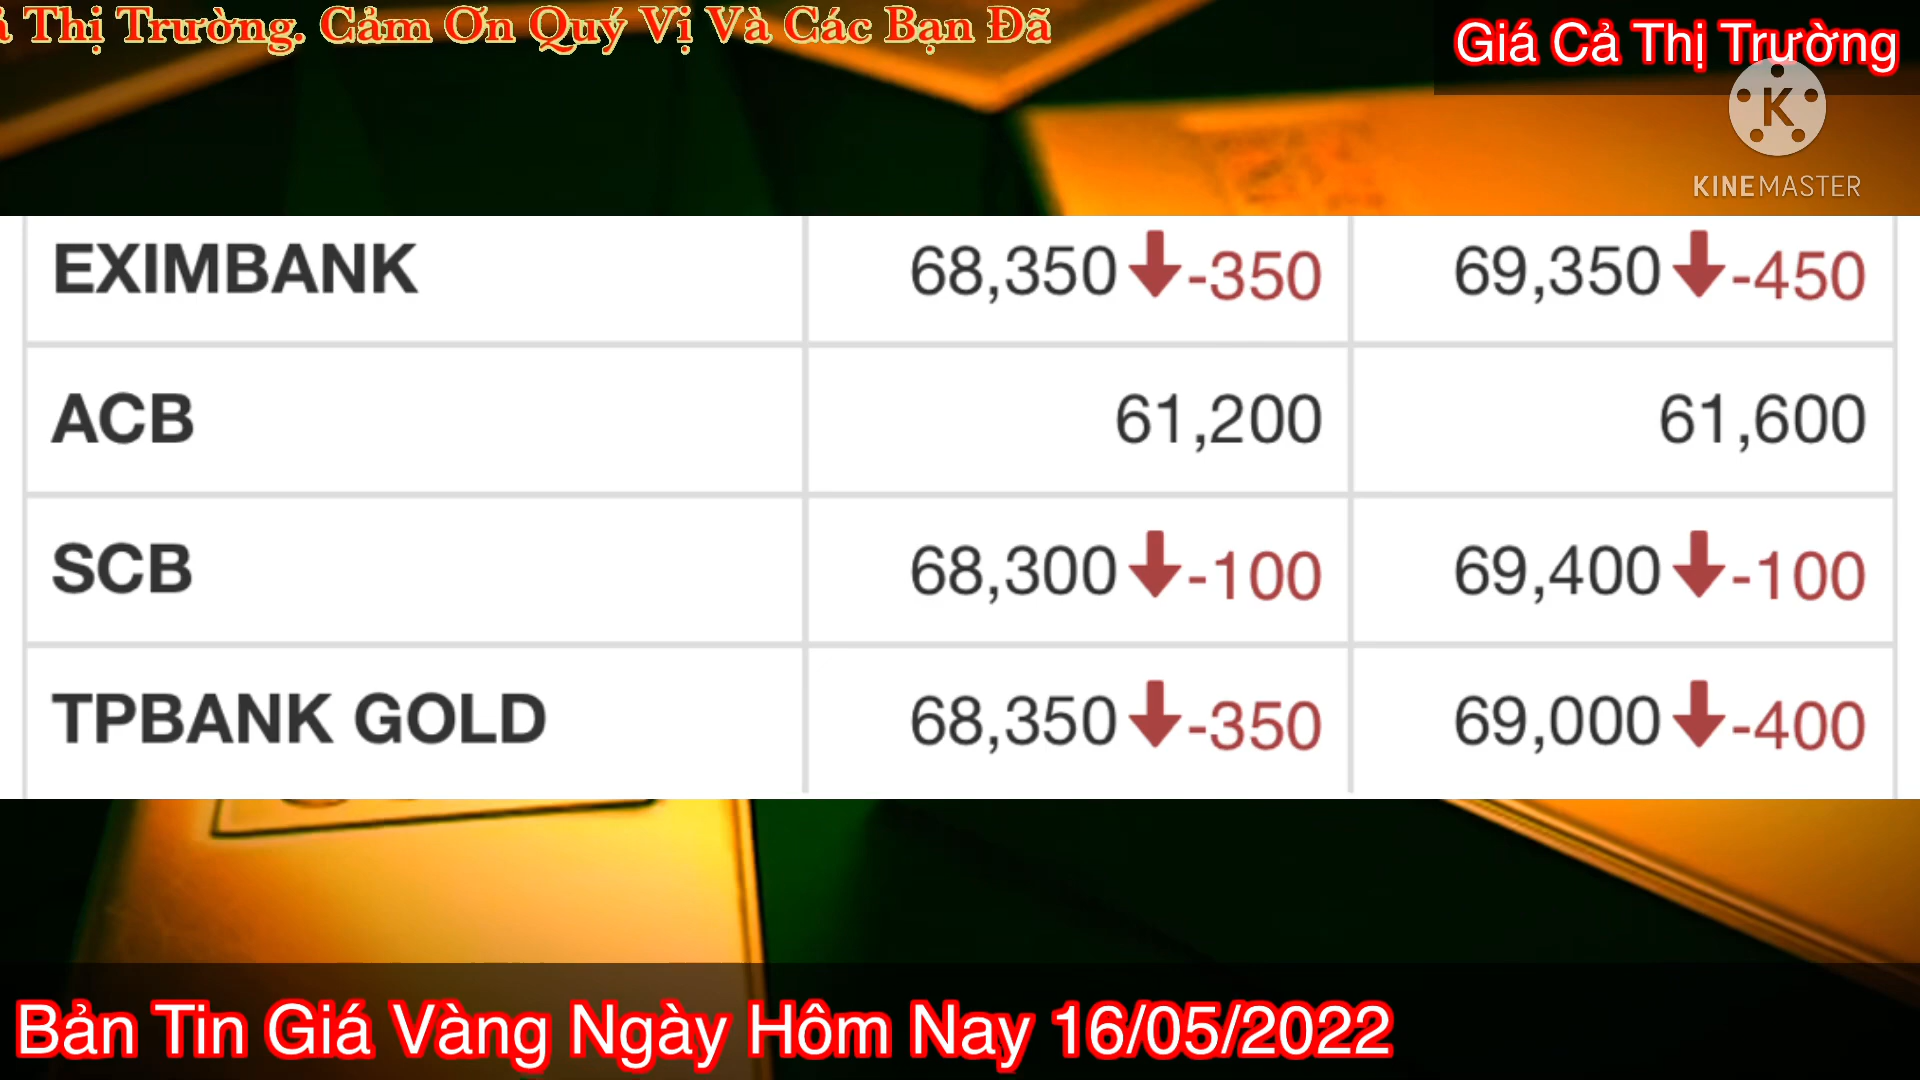 Thị Trường. Cảm Ơn Quý Vị Và Các Bạn Đã
Giá Cả Thị Trường
K
KINEMASTER
EXIMBANK 68,350 -350 69,350 -450
ACB 61,200 61,600
SCB 68,300 -100 69,400 -100
TPBANK GOLD 68,350 -350 69,000 -400
Bản Tin Giá Vàng Ngày Hôm Nay 16/05/2022